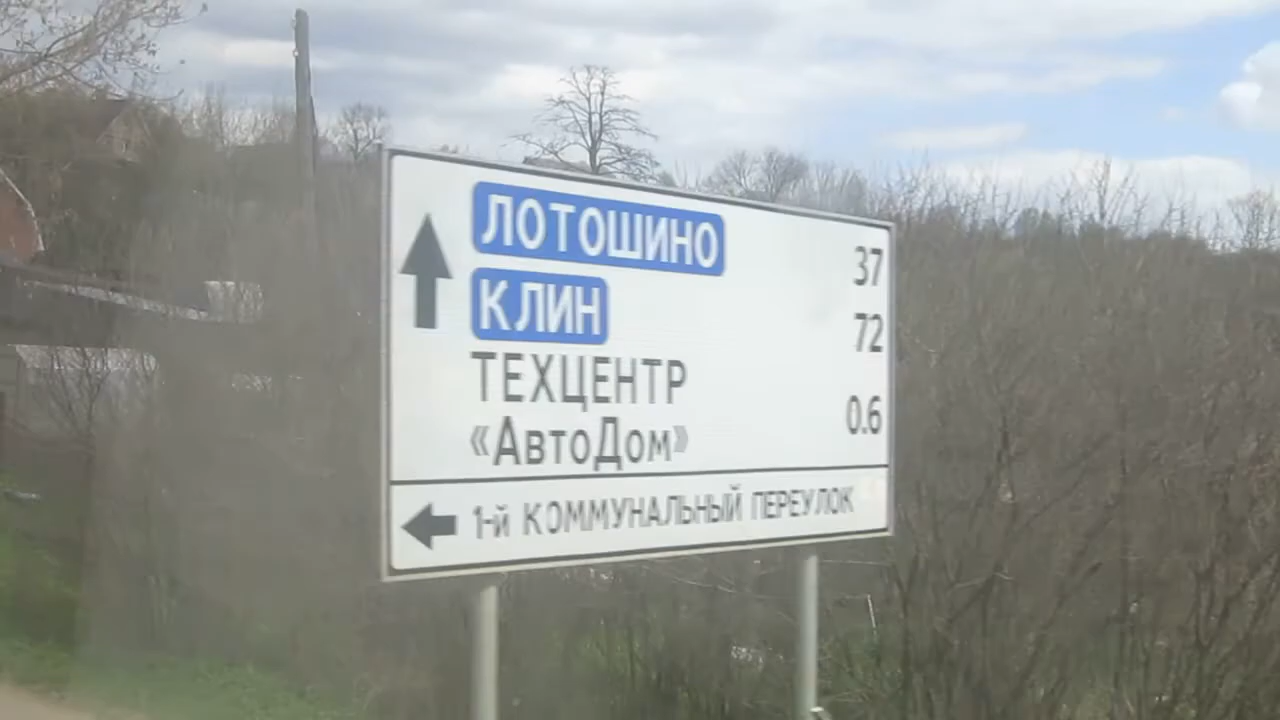 ЛОТОШИНО 37
КЛИН 72
ТЕХЦЕНТР
«АвтоДом» 0.6
1-й КОММУНАЛЬНЫЙ ПЕРЕУЛОК